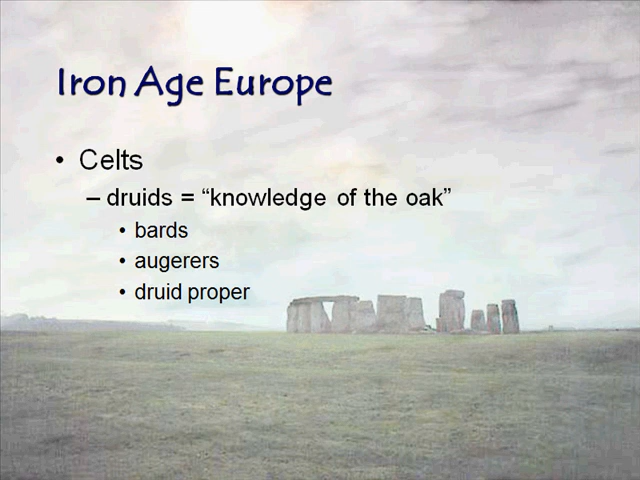 Iron Age Europe
• Celts
– druids = “knowledge of the oak”
• bards
• augerers
• druid proper